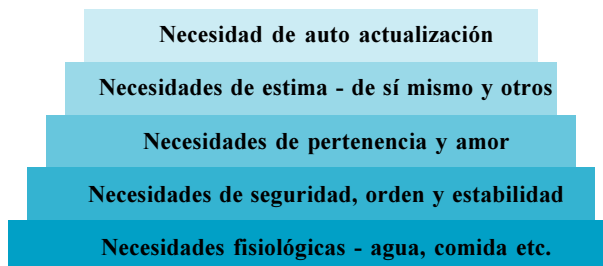 Necesidad de auto actualización
Necesidades de estima - de sí mismo y otros
Necesidades de pertenencia y amor
Necesidades de seguridad, orden y estabilidad
Necesidades fisiológicas - agua, comida etc.